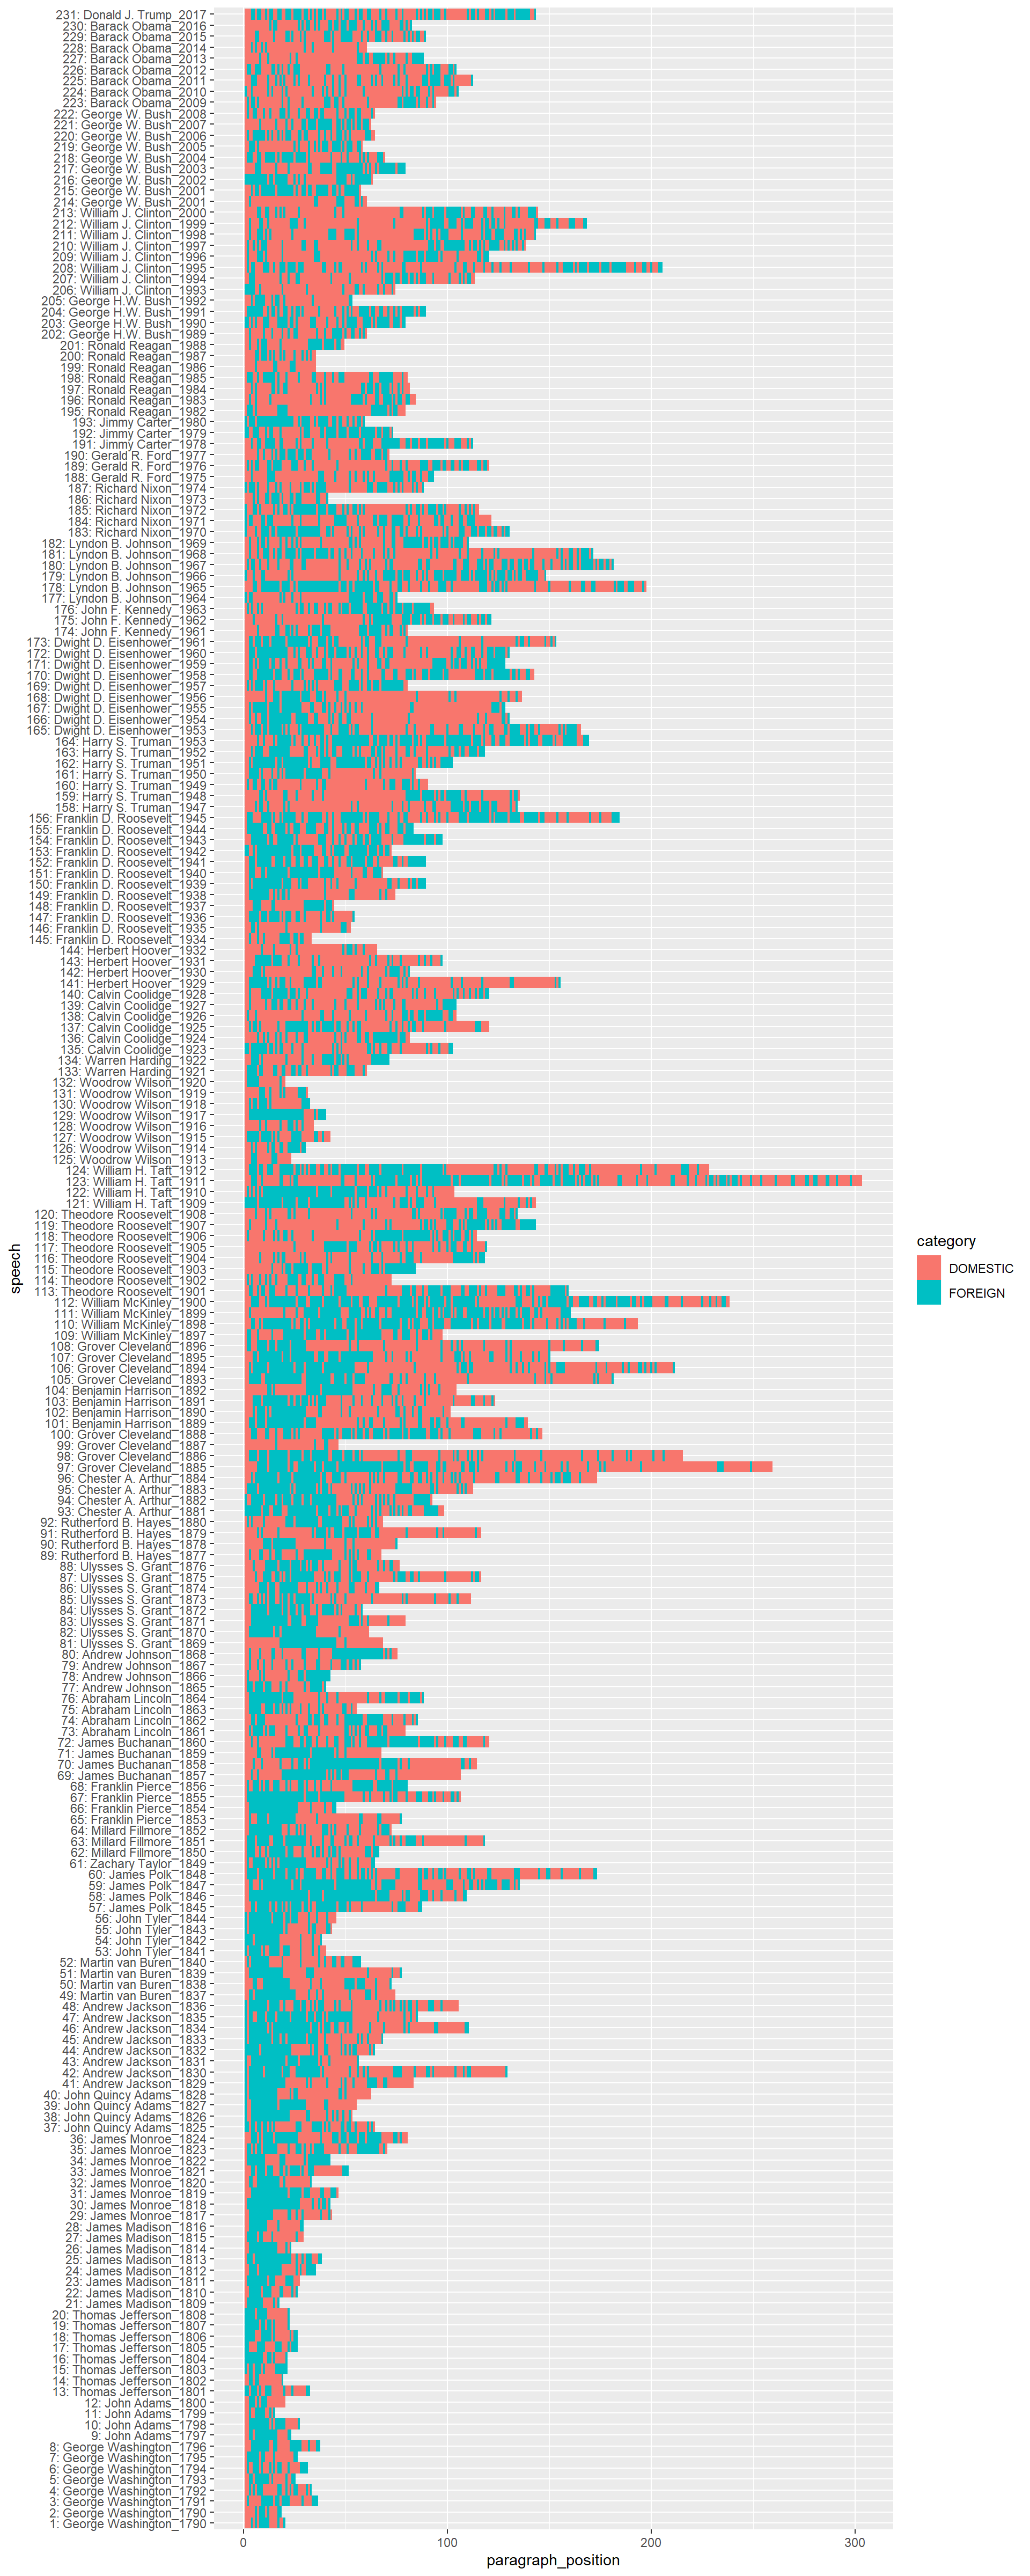 231: Donald J. Trump_2017
230: Barack Obama_2016
229: Barack Obama_2015
228: Barack Obama_2014
227: Barack Obama_2013
226: Barack Obama_2012
225: Barack Obama_2011
224: Barack Obama_2010
223: Barack Obama_2009
222: George W. Bush_2008
221: George W. Bush_2007
220: George W. Bush_2006
219: George W. Bush_2005
218: George W. Bush_2004
217: George W. Bush_2003
216: George W. Bush_2002
215: George W. Bush_2001
214: George W. Bush_2001
213: William J. Clinton_2000
212: William J. Clinton_1999
211: William J. Clinton_1998
210: William J. Clinton_1997
209: William J. Clinton_1996
208: William J. Clinton_1995
207: William J. Clinton_1994
206: William J. Clinton_1993
205: George H.W. Bush_1992
204: George H.W. Bush_1991
203: George H.W. Bush_1990
202: George H.W. Bush_1989
201: Ronald Reagan_1988
200: Ronald Reagan_1987
199: Ronald Reagan_1986
198: Ronald Reagan_1985
197: Ronald Reagan_1984
196: Ronald Reagan_1983
195: Ronald Reagan_1982
193: Jimmy Carter_1980
192: Jimmy Carter_1979
191: Jimmy Carter_1978
190: Gerald R. Ford_1977
189: Gerald R. Ford_1976
188: Gerald R. Ford_1975
187: Richard Nixon_1974
186: Richard Nixon_1973
185: Richard Nixon_1972
184: Richard Nixon_1971
183: Richard Nixon_1970
182: Lyndon B. Johnson_1969
181: Lyndon B. Johnson_1968
180: Lyndon B. Johnson_1967
179: Lyndon B. Johnson_1966
178: Lyndon B. Johnson_1965
177: Lyndon B. Johnson_1964
176: John F. Kennedy_1963
175: John F. Kennedy_1962
174: John F. Kennedy_1961
173: Dwight D. Eisenhower_1961
172: Dwight D. Eisenhower_1960
171: Dwight D. Eisenhower_1959
170: Dwight D. Eisenhower_1958
169: Dwight D. Eisenhower_1957
168: Dwight D. Eisenhower_1956
167: Dwight D. Eisenhower_1955
166: Dwight D. Eisenhower_1954
165: Dwight D. Eisenhower_1953
164: Harry S. Truman_1953
163: Harry S. Truman_1952
162: Harry S. Truman_1951
161: Harry S. Truman_1950
160: Harry S. Truman_1949
159: Harry S. Truman_1948
158: Harry S. Truman_1947
156: Franklin D. Roosevelt_1945
155: Franklin D. Roosevelt_1944
154: Franklin D. Roosevelt_1943
153: Franklin D. Roosevelt_1942
152: Franklin D. Roosevelt_1941
151: Franklin D. Roosevelt_1940
150: Franklin D. Roosevelt_1939
149: Franklin D. Roosevelt_1938
148: Franklin D. Roosevelt_1937
147: Franklin D. Roosevelt_1936
146: Franklin D. Roosevelt_1935
145: Franklin D. Roosevelt_1934
144: Herbert Hoover_1932
143: Herbert Hoover_1931
142: Herbert Hoover_1930
141: Herbert Hoover_1929
140: Calvin Coolidge_1928
139: Calvin Coolidge_1927
138: Calvin Coolidge_1926
137: Calvin Coolidge_1925
136: Calvin Coolidge_1924
135: Calvin Coolidge_1923
134: Warren Harding_1922
133: Warren Harding_1921
132: Woodrow Wilson_1920
131: Woodrow Wilson_1919
130: Woodrow Wilson_1918
129: Woodrow Wilson_1917
128: Woodrow Wilson_1916
127: Woodrow Wilson_1915
126: Woodrow Wilson_1914
125: Woodrow Wilson_1913
124: William H. Taft_1912
123: William H. Taft_1911
122: William H. Taft_1910
121: William H. Taft_1909
120: Theodore Roosevelt_1908
119: Theodore Roosevelt_1907
118: Theodore Roosevelt_1906
117: Theodore Roosevelt_1905
116: Theodore Roosevelt_1904
115: Theodore Roosevelt_1903
114: Theodore Roosevelt_1902
113: Theodore Roosevelt_1901
112: William McKinley_1900
111: William McKinley_1899
110: William McKinley_1898
109: William McKinley_1897
108: Grover Cleveland_1896
107: Grover Cleveland_1895
106: Grover Cleveland_1894
105: Grover Cleveland_1893
104: Benjamin Harrison_1892
103: Benjamin Harrison_1891
102: Benjamin Harrison_1890
101: Benjamin Harrison_1889
100: Grover Cleveland_1888
99: Grover Cleveland_1887
98: Grover Cleveland_1886
97: Grover Cleveland_1885
96: Chester A. Arthur_1884
95: Chester A. Arthur_1883
94: Chester A. Arthur_1882
93: Chester A. Arthur_1881
92: Rutherford B. Hayes_1880
91: Rutherford B. Hayes_1879
90: Rutherford B. Hayes_1878
89: Rutherford B. Hayes_1877
88: Ulysses S. Grant_1876
87: Ulysses S. Grant_1875
86: Ulysses S. Grant_1874
85: Ulysses S. Grant_1873
84: Ulysses S. Grant_1872
83: Ulysses S. Grant_1871
82: Ulysses S. Grant_1870
81: Ulysses S. Grant_1869
80: Andrew Johnson_1868
79: Andrew Johnson_1867
78: Andrew Johnson_1866
77: Andrew Johnson_1865
76: Abraham Lincoln_1864
75: Abraham Lincoln_1863
74: Abraham Lincoln_1862
73: Abraham Lincoln_1861
72: James Buchanan_1860
71: James Buchanan_1859
70: James Buchanan_1858
69: James Buchanan_1857
68: Franklin Pierce_1856
67: Franklin Pierce_1855
66: Franklin Pierce_1854
65: Franklin Pierce_1853
64: Millard Fillmore_1852
63: Millard Fillmore_1851
62: Millard Fillmore_1850
61: Zachary Taylor_1849
60: James Polk_1848
59: James Polk_1847
58: James Polk_1846
57: James Polk_1845
56: John Tyler_1844
55: John Tyler_1843
54: John Tyler_1842
53: John Tyler_1841
52: Martin van Buren_1840
51: Martin van Buren_1839
50: Martin van Buren_1838
49: Martin van Buren_1837
48: Andrew Jackson_1836
47: Andrew Jackson_1835
46: Andrew Jackson_1834
45: Andrew Jackson_1833
44: Andrew Jackson_1832
43: Andrew Jackson_1831
42: Andrew Jackson_1830
41: Andrew Jackson_1829
40: John Quincy Adams_1828
39: John Quincy Adams_1827
38: John Quincy Adams_1826
37: John Quincy Adams_1825
36: James Monroe_1824
35: James Monroe_1823
34: James Monroe_1822
33: James Monroe_1821
32: James Monroe_1820
31: James Monroe_1819
30: James Monroe_1818
29: James Monroe_1817
28: James Madison_1816
27: James Madison_1815
26: James Madison_1814
25: James Madison_1813
24: James Madison_1812
23: James Madison_1811
22: James Madison_1810
21: James Madison_1809
20: Thomas Jefferson_1808
19: Thomas Jefferson_1807
18: Thomas Jefferson_1806
17: Thomas Jefferson_1805
16: Thomas Jefferson_1804
15: Thomas Jefferson_1803
14: Thomas Jefferson_1802
13: Thomas Jefferson_1801
12: John Adams_1800
11: John Adams_1799
10: John Adams_1798
9: John Adams_1797
8: George Washington_1796
7: George Washington_1795
6: George Washington_1794
5: George Washington_1793
4: George Washington_1792
3: George Washington_1791
2: George Washington_1790
1: George Washington_1790
speech
0 100 200 300
paragraph_position
category
DOMESTIC
FOREIGN